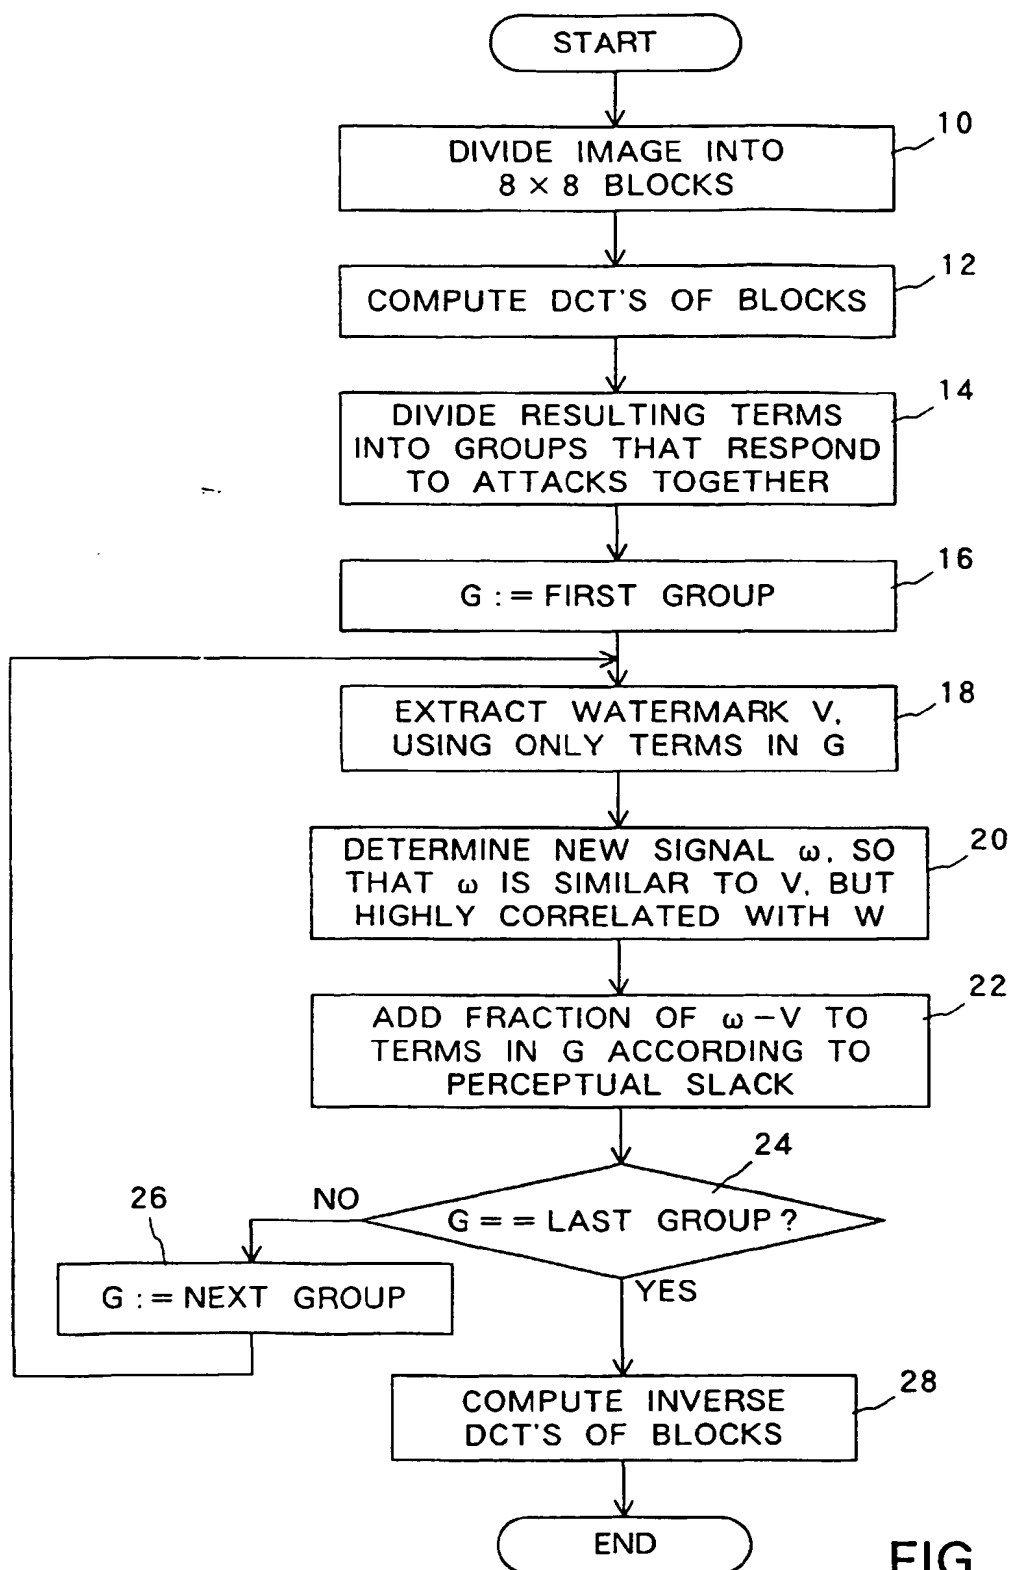 START
10
DIVIDE IMAGE INTO
8 × 8 BLOCKS
12
COMPUTE DCT'S OF BLOCKS
14
DIVIDE RESULTING TERMS
INTO GROUPS THAT RESPOND
TO ATTACKS TOGETHER
16
G := FIRST GROUP
18
EXTRACT WATERMARK V,
USING ONLY TERMS IN G
20
DETERMINE NEW SIGNAL ω, SO
THAT ω IS SIMILAR TO V, BUT
HIGHLY CORRELATED WITH W
22
ADD FRACTION OF ω-V TO
TERMS IN G ACCORDING TO
PERCEPTUAL SLACK
24
G == LAST GROUP?
NO
26
G := NEXT GROUP
YES
28
COMPUTE INVERSE
DCT'S OF BLOCKS
END
FIG